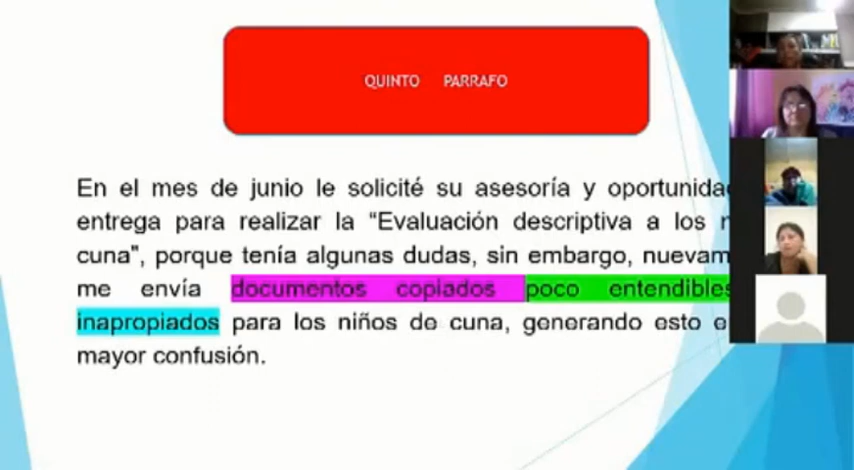 QUINTO PARRAFO
En el mes de junio le solicité su asesoría y
entrega para realizar la “Evaluación descriptiva a los
cuna", porque tenía algunas dudas, sin embargo,
me envía documentos copiados poco entendibles
inapropiados para los niños de cuna, generando esto
mayor confusión.